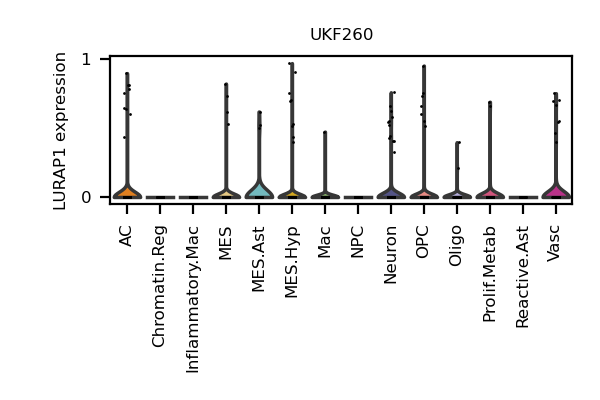 UKF260
LURAP1 expression
1
0
AC
Chromatin.Reg
Inflammatory.Mac
MES
MES.Ast
MES.Hyp
Mac
NPC
Neuron
OPC
Oligo
Prolif.Metab
Reactive.Ast
Vasc